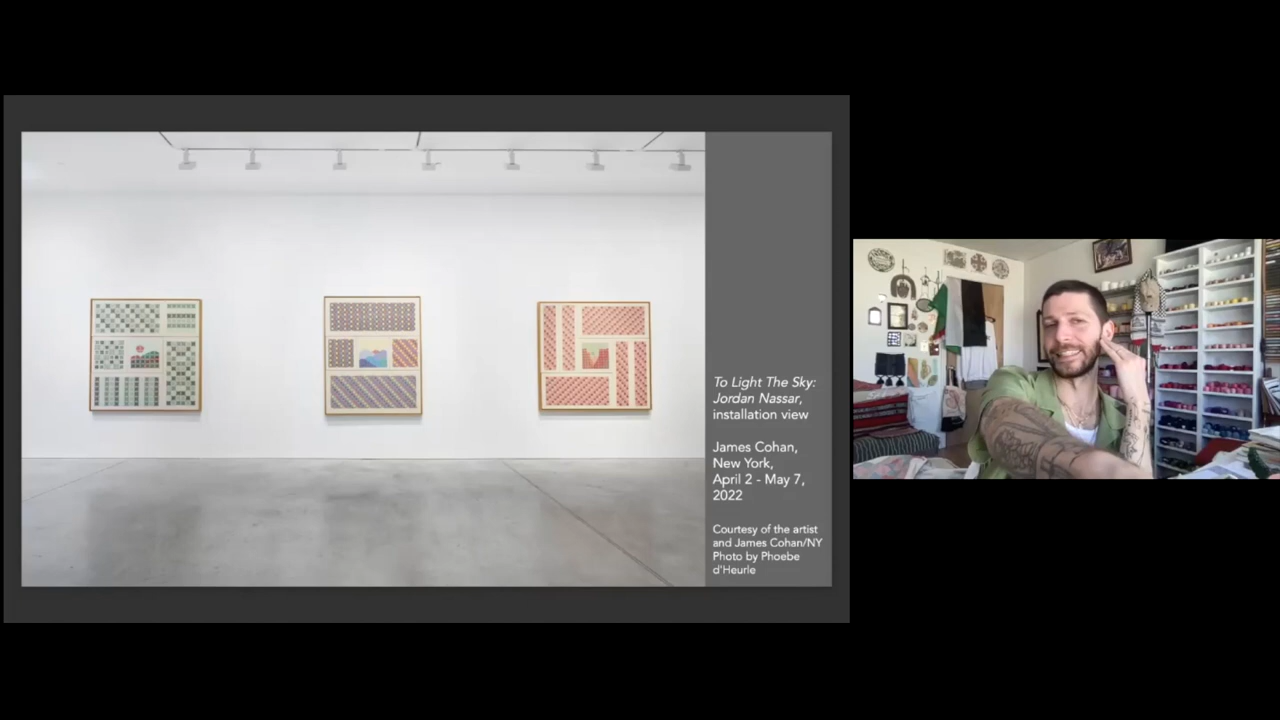 To Light The Sky:
Jordan Nassar,
installation view
James Cohan,
New York,
April 2 - May 7,
2022
Courtesy of the artist
and James Cohan/NY
Photo by Phoebe
d'Heurle